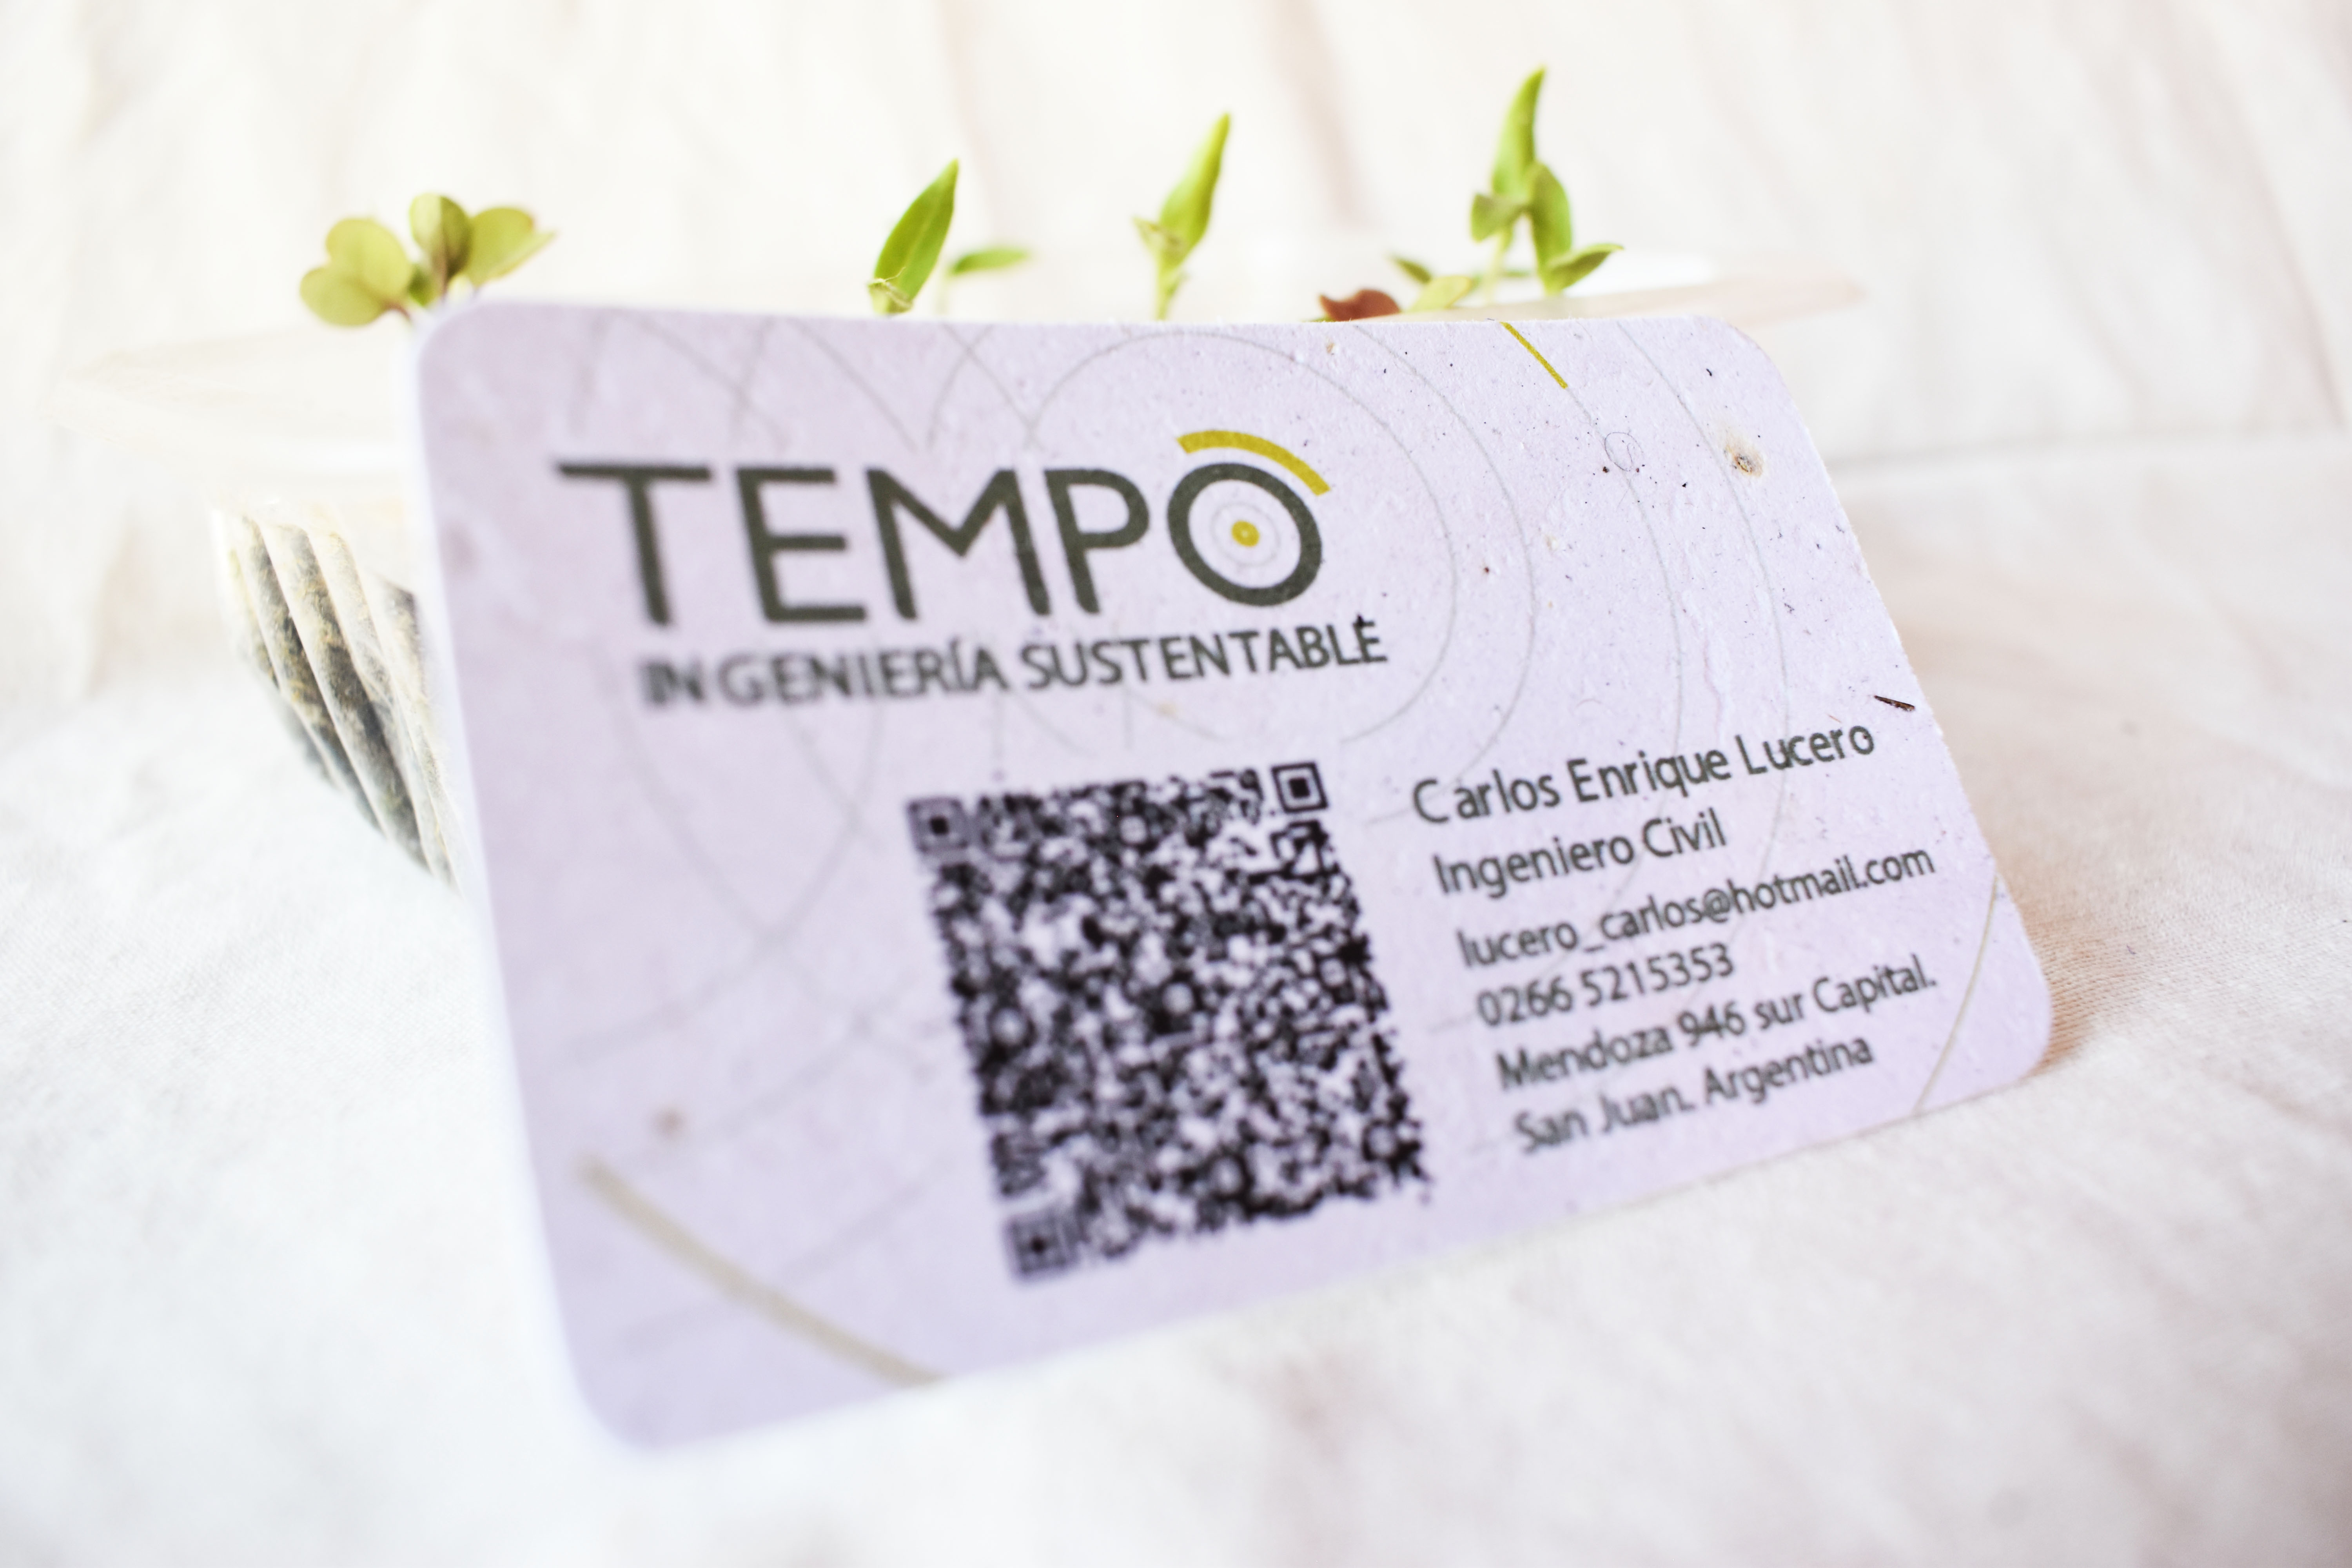 TEMPO
INGENIERÍA SUSTENTABLE
Carlos Enrique Lucero
Ingeniero Civil
lucero_carlos@hotmail.com
0266 5215353
Mendoza 946 sur Capital.
San Juan. Argentina